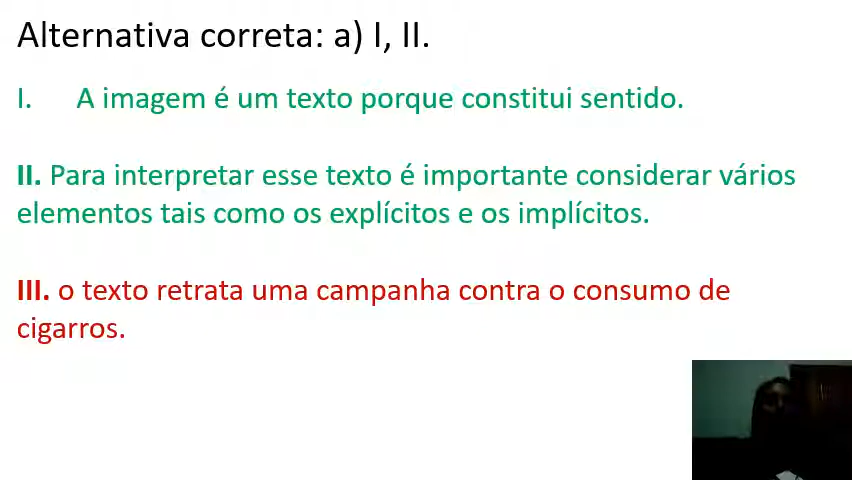 Alternativa correta: a) I, II.
I. A imagem é um texto porque constitui sentido.
II. Para interpretar esse texto é importante considerar vários
elementos tais como os explícitos e os implícitos.
III. o texto retrata uma campanha contra o consumo de
cigarros.